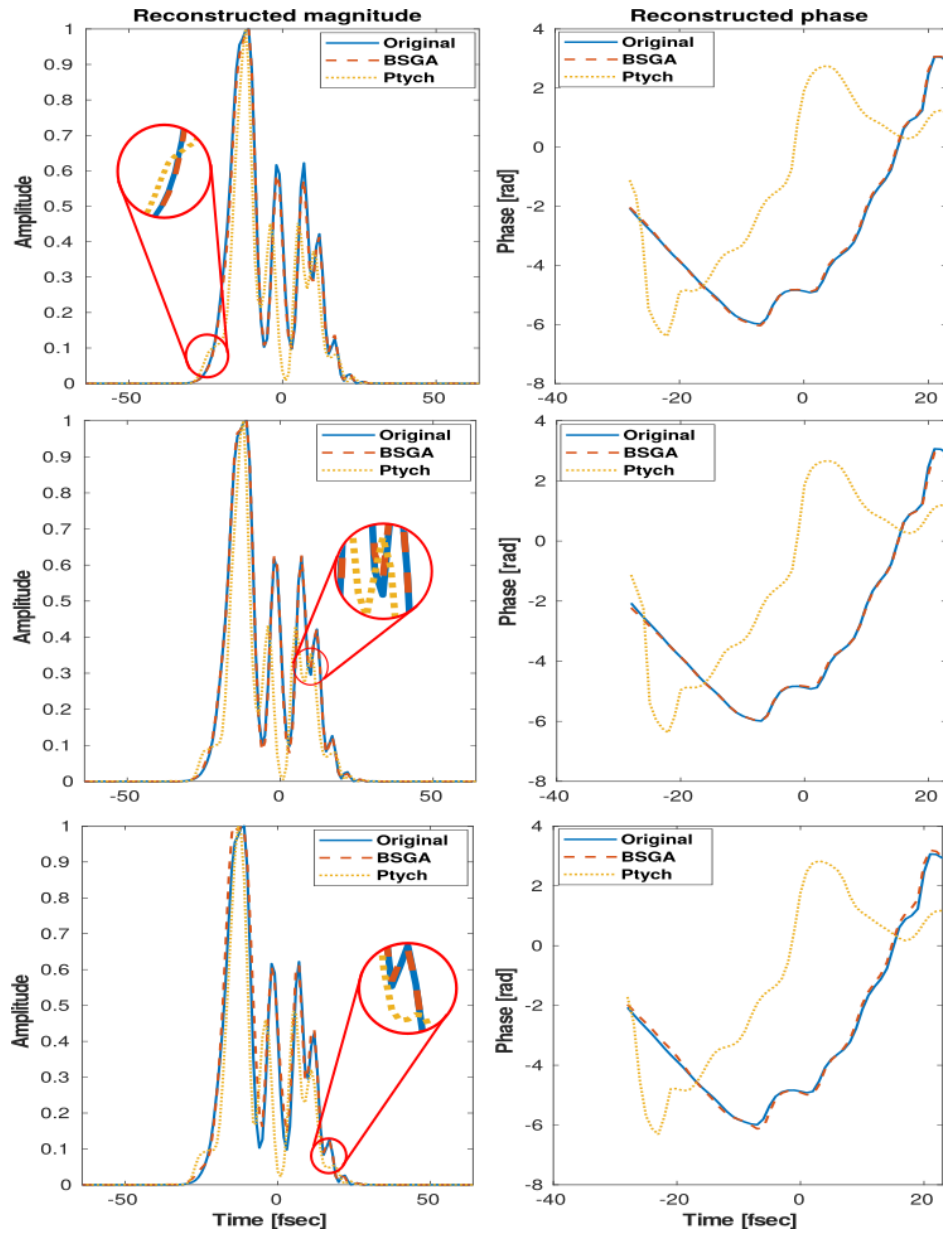 Reconstructed magnitude
Reconstructed phase
1
0.9
0.8
0.7
0.6
0.5
0.4
0.3
0.2
0.1
0
Amplitude
-50
0
50
Original
BSGA
Ptych
4
2
0
-2
-4
-6
-8
Phase [rad]
-40
-20
0
20
Original
BSGA
Ptych
1
0.9
0.8
0.7
0.6
0.5
0.4
0.3
0.2
0.1
0
Amplitude
-50
0
50
Original
BSGA
Ptych
4
2
0
-2
-4
-6
-8
Phase [rad]
-40
-20
0
20
Original
BSGA
Ptych
1
0.9
0.8
0.7
0.6
0.5
0.4
0.3
0.2
0.1
0
Amplitude
-50
0
50
Time [fsec]
Original
BSGA
Ptych
4
2
0
-2
-4
-6
-8
Phase [rad]
-40
-20
0
20
Time [fsec]
Original
BSGA
Ptych